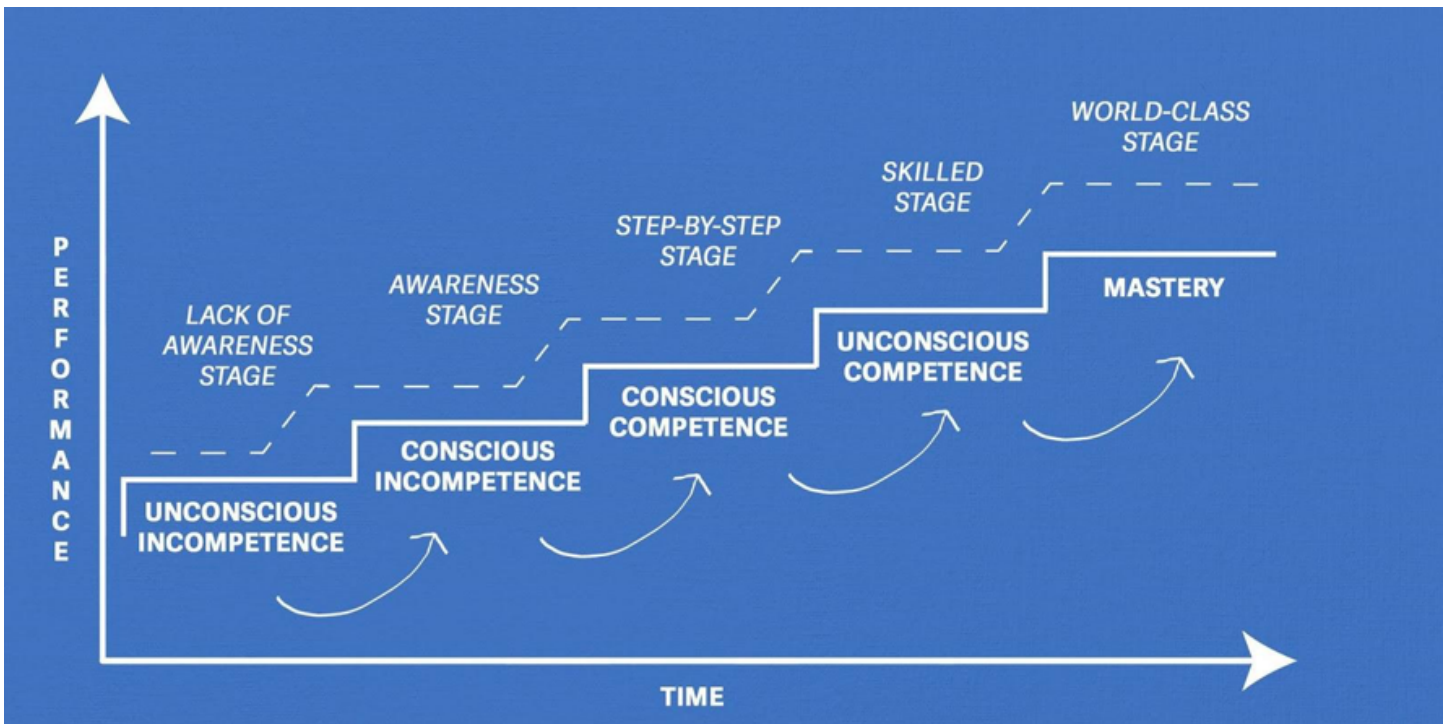 WORLD-CLASS
STAGE
SKILLED
STAGE
STEP-BY-STEP
STAGE
AWARENESS
STAGE
LACK OF
AWARENESS
STAGE
PERFORMANCE
MASTERY
UNCONSCIOUS
COMPETENCE
CONSCIOUS
COMPETENCE
CONSCIOUS
INCOMPETENCE
UNCONSCIOUS
INCOMPETENCE
TIME